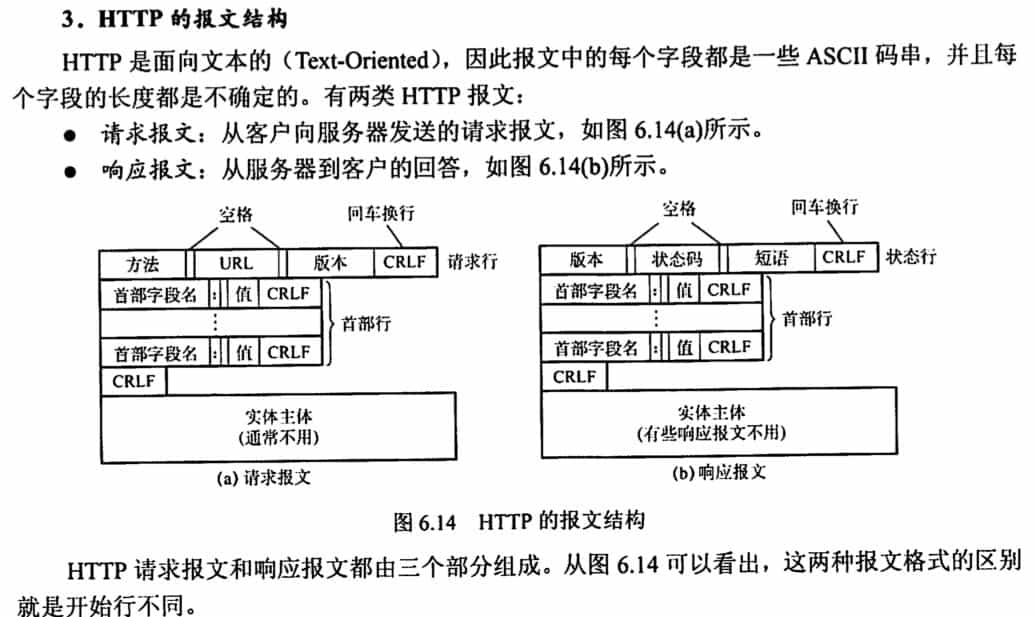 3．HTTP 的报文结构
HTTP 是面向文本的（Text-Oriented），因此报文中的每个字段都是一些 ASCII 码串，并且每
个字段的长度都是不确定的。有两类 HTTP 报文：
● 请求报文：从客户向服务器发送的请求报文，如图 6.14(a)所示。
● 响应报文：从服务器到客户的回答，如图 6.14(b)所示。
空格 回车换行
方法 URL 版本 CRLF 请求行
首部字段名 : 值 CRLF
⋮
首部行
首部字段名 : 值 CRLF
CRLF
实体主体
(通常不用)
(a) 请求报文
空格 回车换行
版本 状态码 短语 CRLF 状态行
首部字段名 : 值 CRLF
⋮
首部行
首部字段名 : 值 CRLF
CRLF
实体主体
(有些响应报文不用)
(b) 响应报文
图 6.14 HTTP 的报文结构
HTTP 请求报文和响应报文都由三个部分组成。从图 6.14 可以看出，这两种报文格式的区别
就是开始行不同。